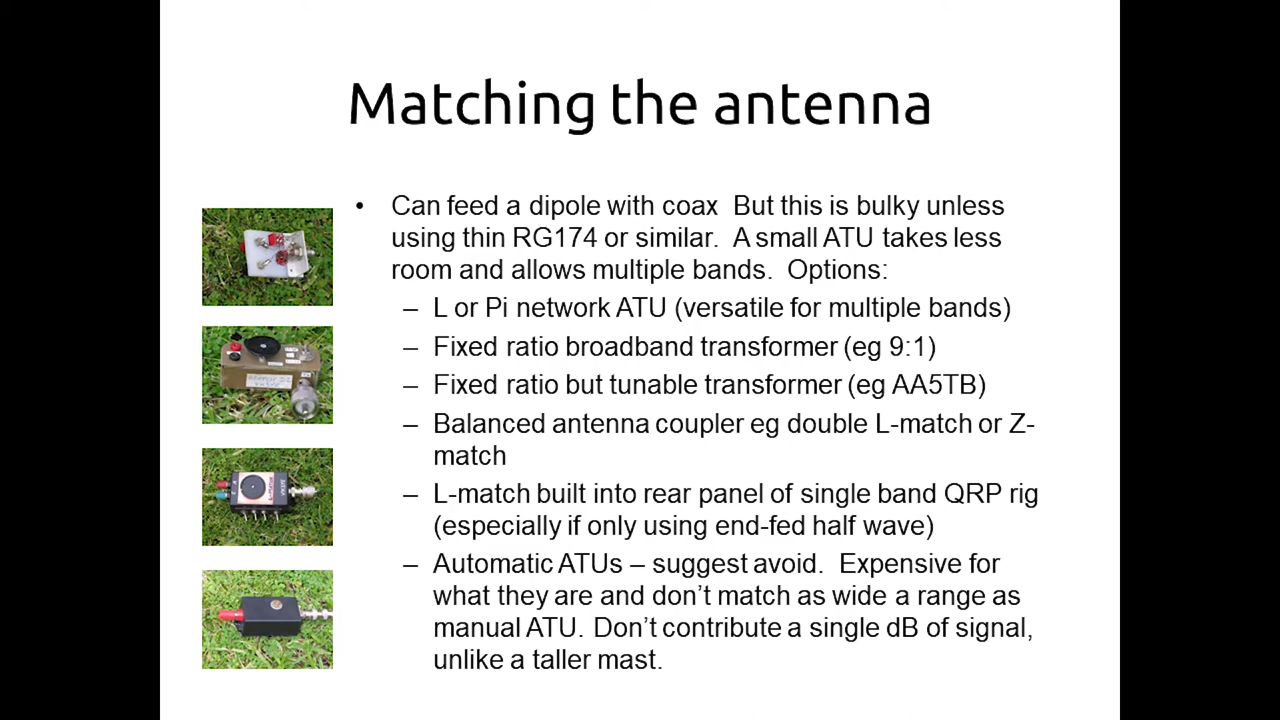 Matching the antenna
• Can feed a dipole with coax  But this is bulky unless
using thin RG174 or similar.  A small ATU takes less
room and allows multiple bands.  Options:
– L or Pi network ATU (versatile for multiple bands)
– Fixed ratio broadband transformer (eg 9:1)
– Fixed ratio but tunable transformer (eg AA5TB)
– Balanced antenna coupler eg double L-match or Z-
match
– L-match built into rear panel of single band QRP rig
(especially if only using end-fed half wave)
– Automatic ATUs – suggest avoid.  Expensive for
what they are and don’t match as wide a range as
manual ATU. Don’t contribute a single dB of signal,
unlike a taller mast.